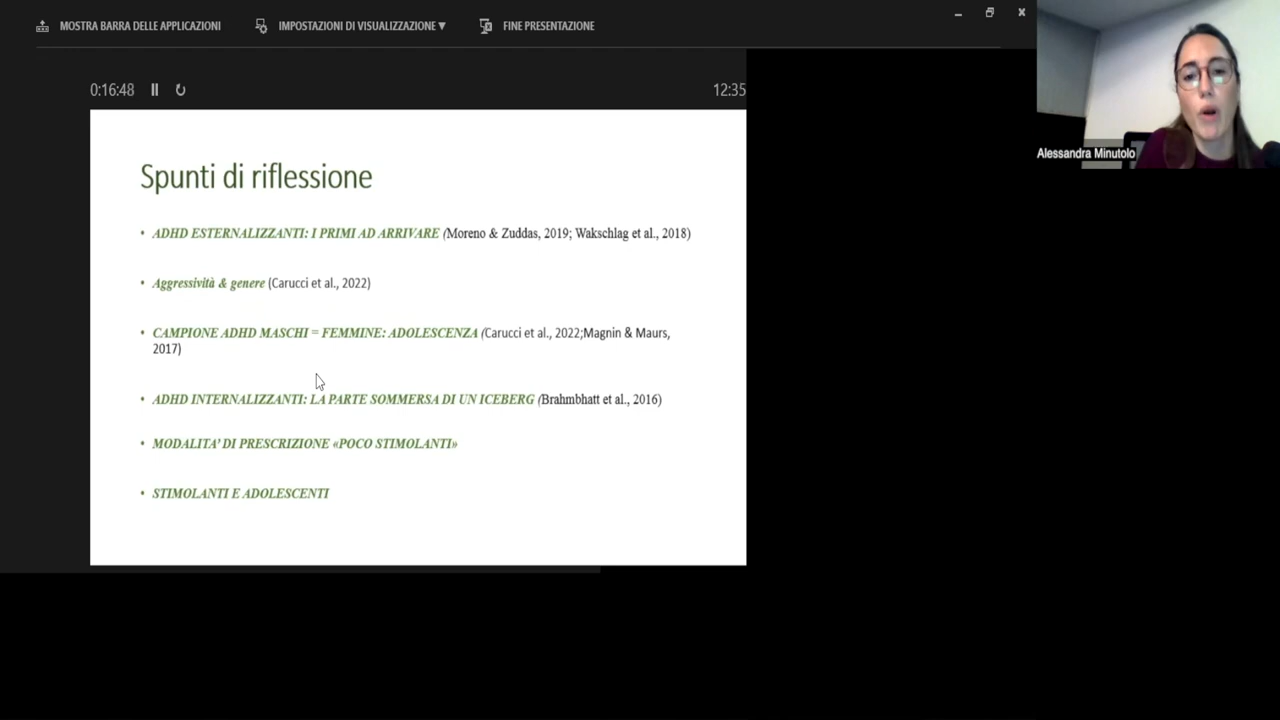 MOSTRA BARRA DELLE APPLICAZIONI
IMPOSTAZIONI DI VISUALIZZAZIONE ▼
FINE PRESENTAZIONE
Alessandra Minutolo
0:16:48
12:35
Spunti di riflessione
• ADHD ESTERNALIZZANTI: I PRIMI AD ARRIVARE (Moreno & Zuddas, 2019; Wakschlag et al., 2018)
• Aggressività & genere (Carucci et al., 2022)
• CAMPIONE ADHD MASCHI = FEMMINE: ADOLESCENZA (Carucci et al., 2022;Magnin & Maurs,
2017)
• ADHD INTERNALIZZANTI: LA PARTE SOMMERSA DI UN ICEBERG (Brahmbhatt et al., 2016)
• MODALITA' DI PRESCRIZIONE «POCO STIMOLANTI»
• STIMOLANTI E ADOLESCENTI